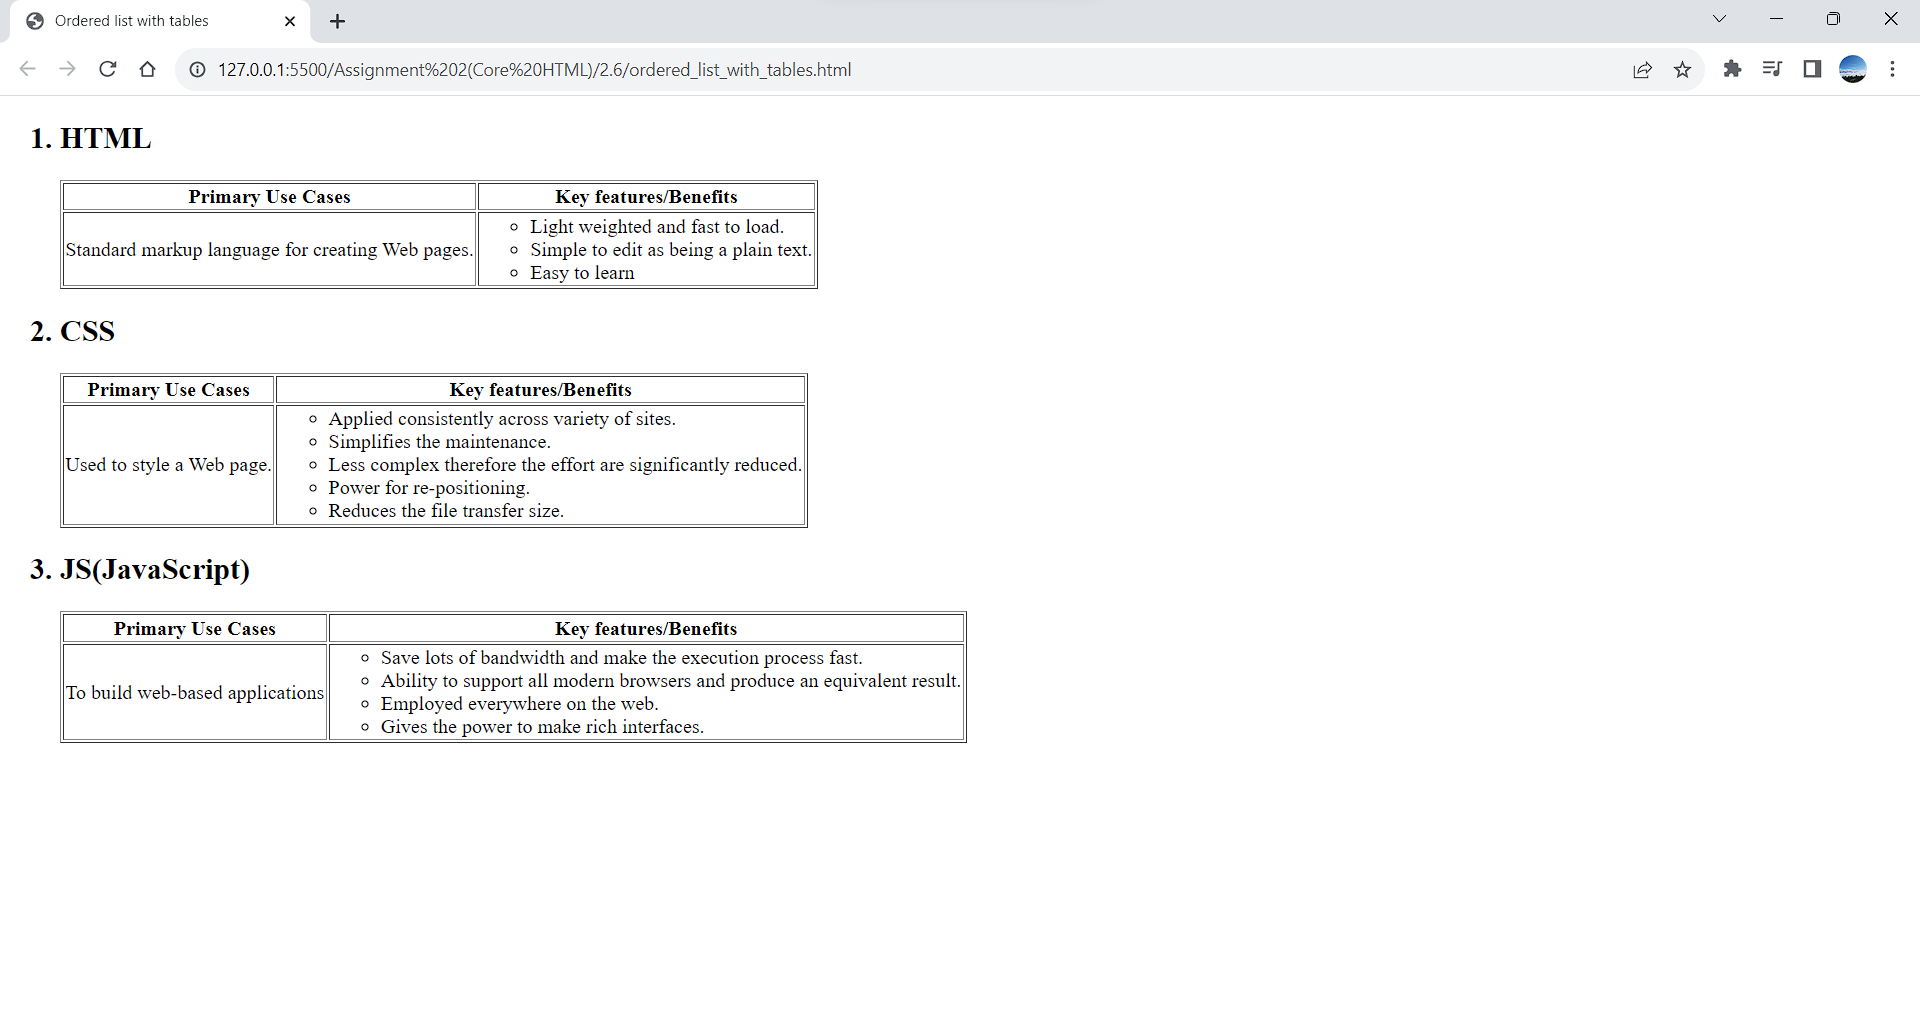 Ordered list with tables
127.0.0.1:5500/Assignment%202(Core%20HTML)/2.6/ordered_list_with_tables.html
1. HTML
Primary Use Cases Key features/Benefits
Standard markup language for creating Web pages.
Light weighted and fast to load.
Simple to edit as being a plain text.
Easy to learn
2. CSS
Primary Use Cases Key features/Benefits
Used to style a Web page.
Applied consistently across variety of sites.
Simplifies the maintenance.
Less complex therefore the effort are significantly reduced.
Power for re-positioning.
Reduces the file transfer size.
3. JS(JavaScript)
Primary Use Cases Key features/Benefits
To build web-based applications
Save lots of bandwidth and make the execution process fast.
Ability to support all modern browsers and produce an equivalent result.
Employed everywhere on the web.
Gives the power to make rich interfaces.